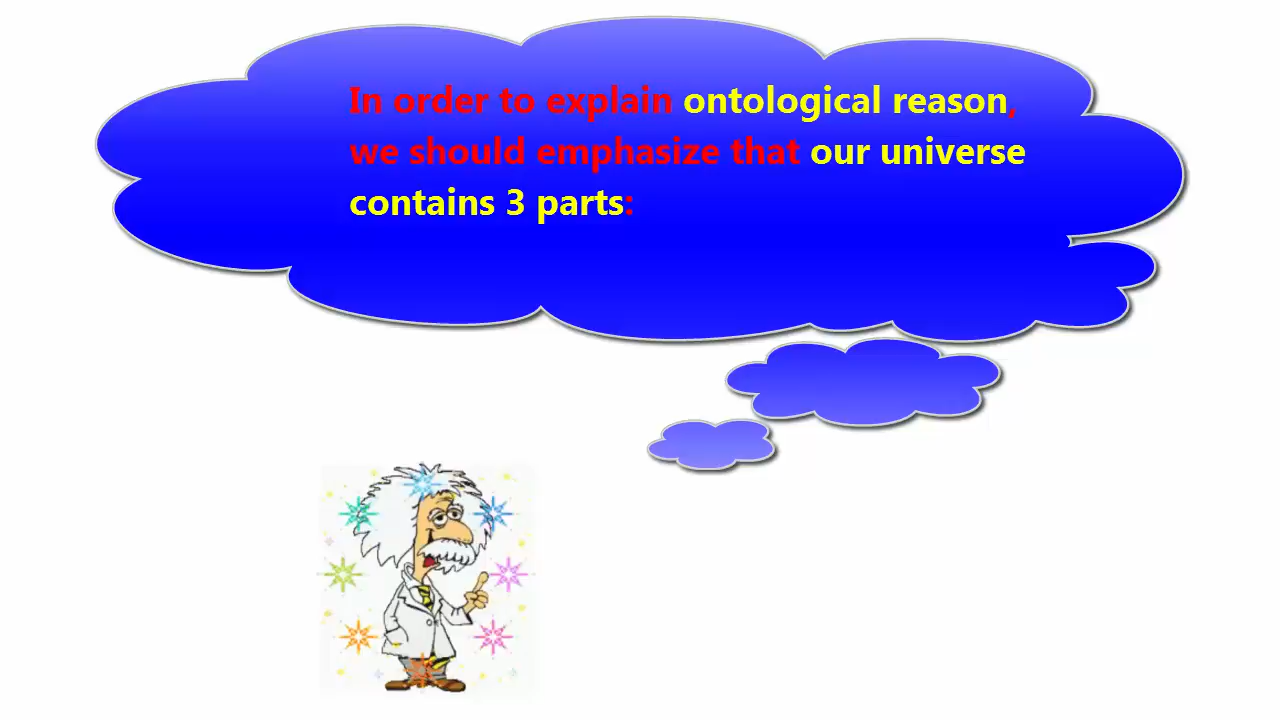 In order to explain ontological reason,
we should emphasize that our universe
contains 3 parts: